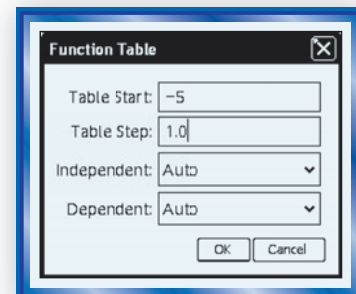 Function Table
Table Start: −5
Table Step: 1.0
Independent: Auto
Dependent: Auto
OK Cancel